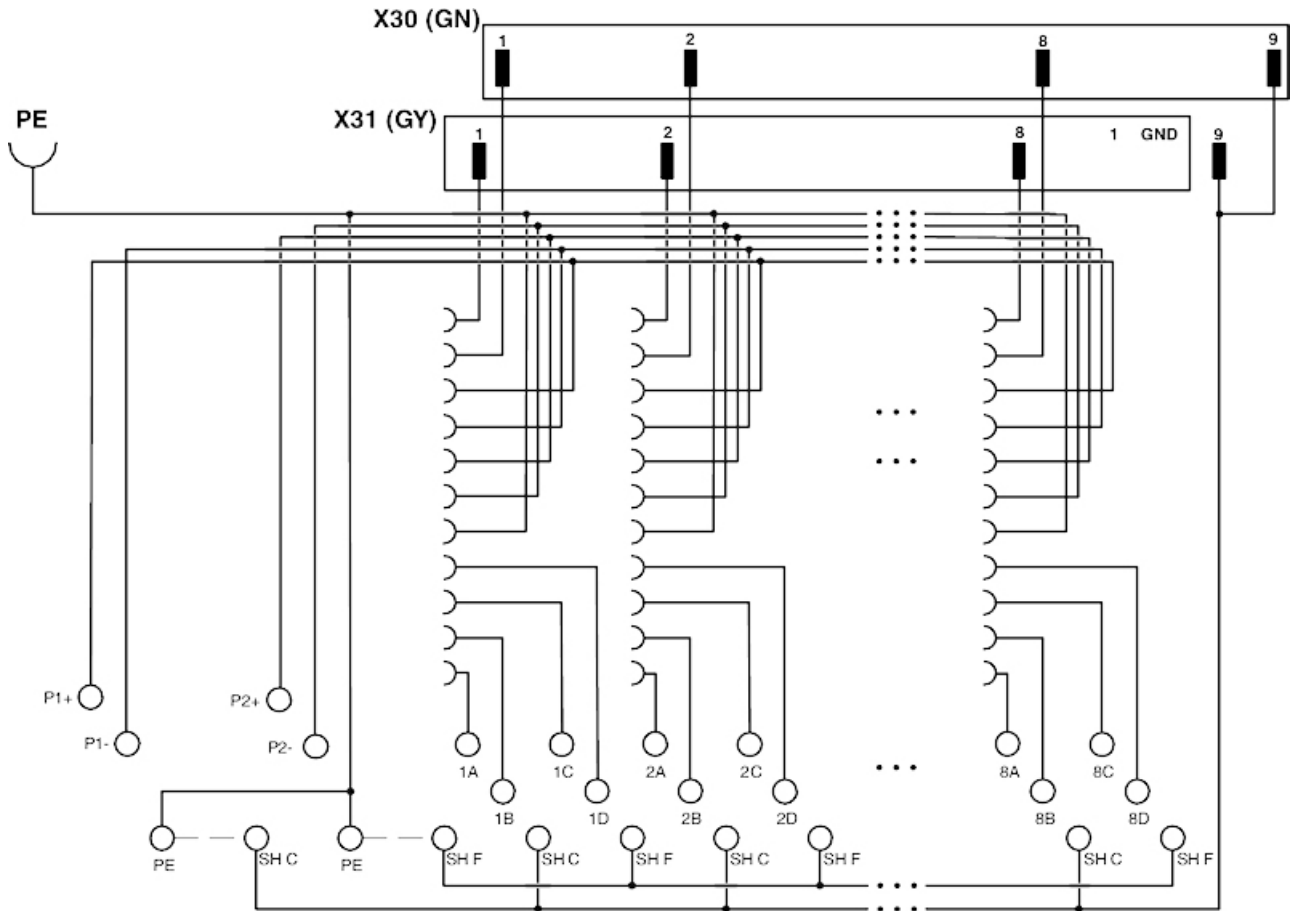 X30 (GN)
1 2 8 9
X31 (GY)
1 2 8 1 GND 9
PE
P1+ P2+
P1- P2-
1A 1C 2A 2C 8A 8C
1B 1D 2B 2D 8B 8D
PE SH C PE SH F SH C SH F SH C SH F SH C SH F